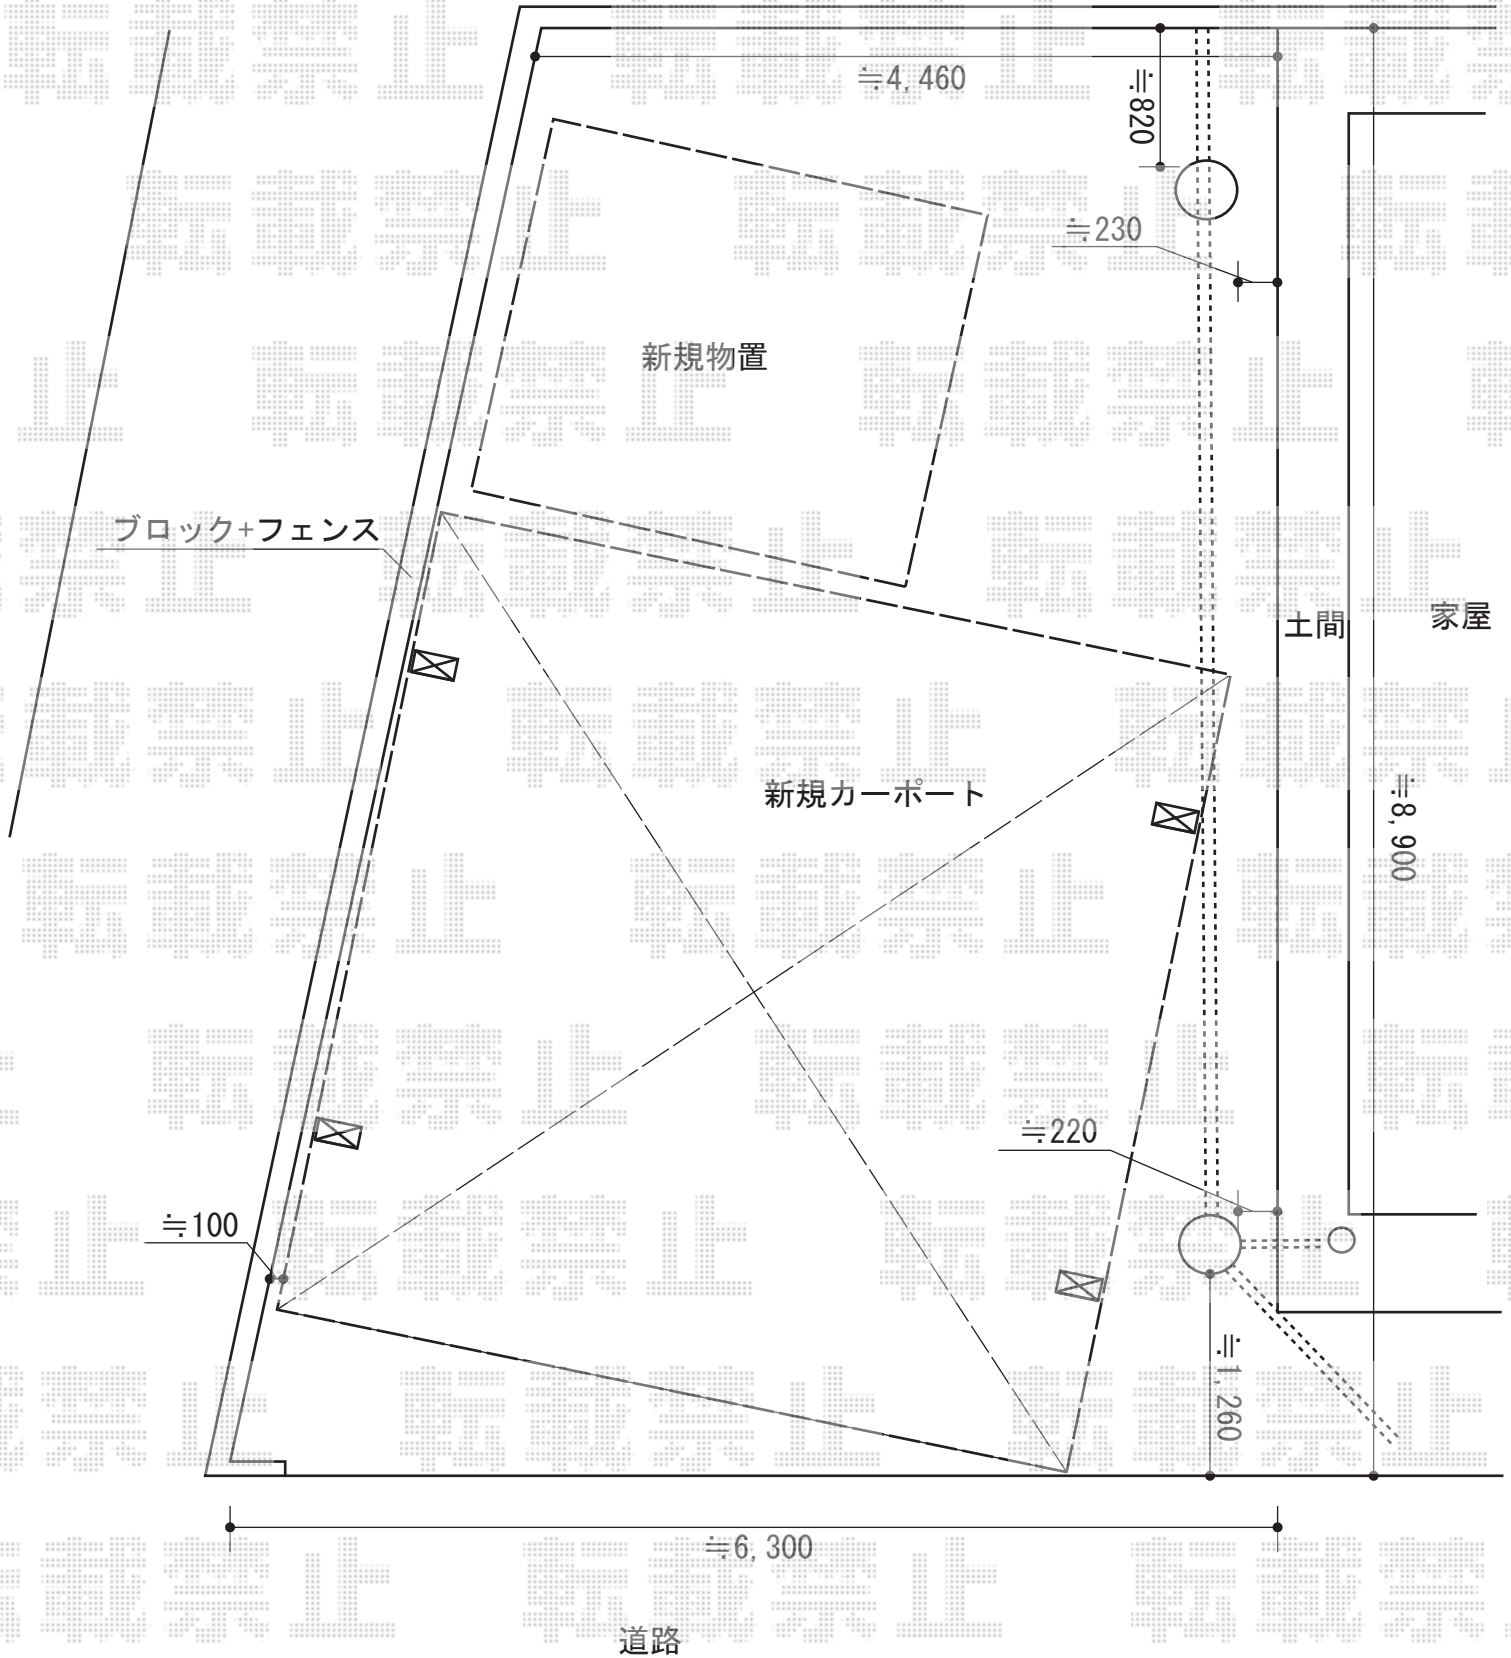 ≒4,460
≒820
≒230
新規物置
ブロック+フェンス
土間
家屋
新規カーポート
≒8,900
≒220
≒100
≒1,260
≒6,300
道路
転載禁止